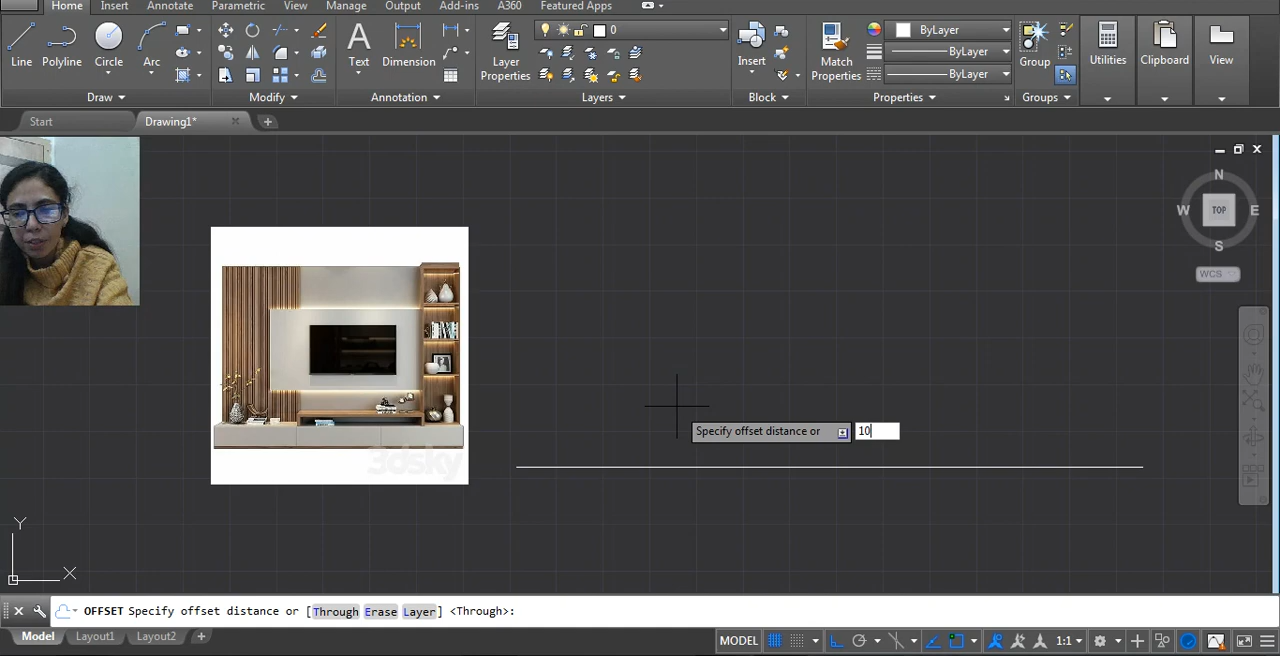 Home Insert Annotate Parametric View Manage Output Add-ins A360 Featured Apps
Line Polyline Circle Arc Text Dimension Layer Properties 0 Insert Match Properties ByLayer ByLayer ByLayer Group Utilities Clipboard View
Draw Modify Annotation Layers Block Properties Groups
Start Drawing1* 
N
W TOP E
S
WCS
3dsky
Specify offset distance or 10
Y
X
OFFSET Specify offset distance or [Through Erase Layer] <Through>:
Model Layout1 Layout2 MODEL 1:1